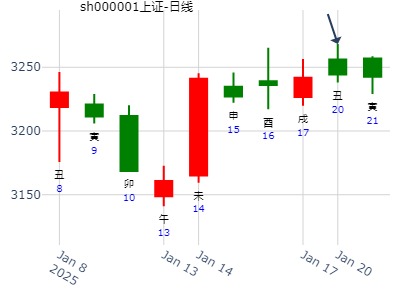 sh000001上证-日线
3250
3200
3150
丑
8
寅
9
卯
10
午
13
未
14
申
15
酉
16
戌
17
丑
20
寅
21
Jan 8
2025
Jan 13
Jan 14
Jan 17
Jan 20